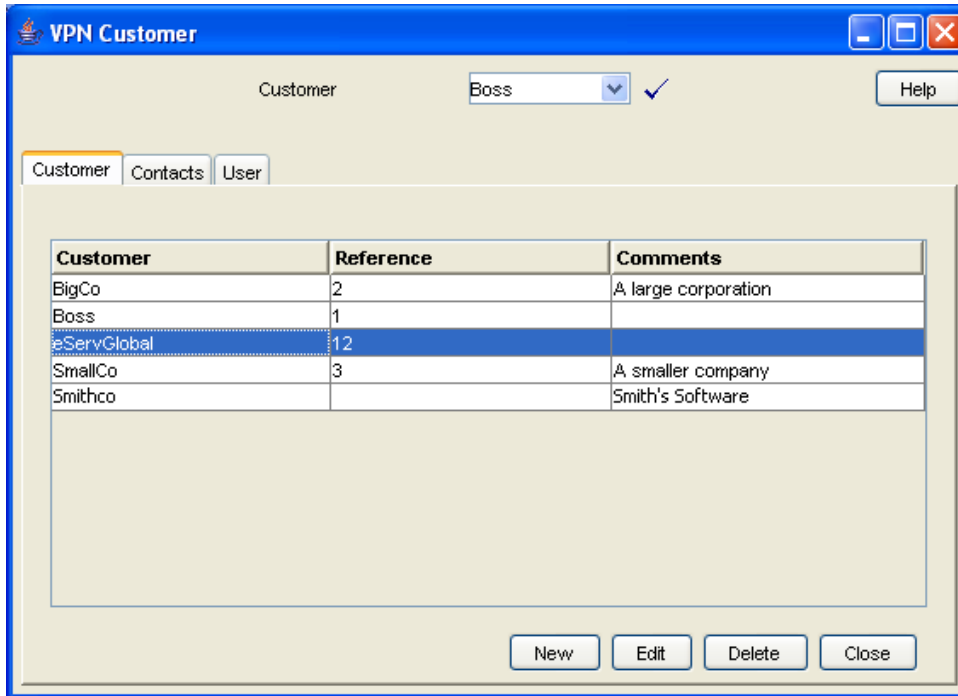 VPN Customer
Customer Boss Help
Customer Contacts User
Customer Reference Comments
BigCo 2 A large corporation
Boss 1
eServGlobal 12
SmallCo 3 A smaller company
Smithco Smith's Software
New Edit Delete Close